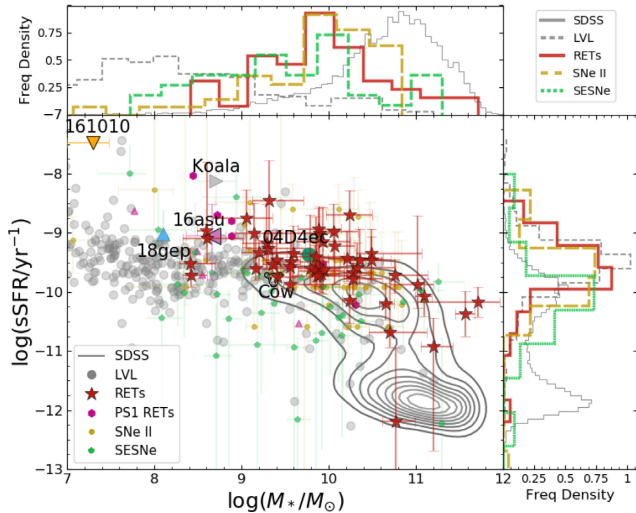 Freq Density
0.75
0.50
0.25
SDSS
LVL
RETs
SNe II
SESNe
−7
−8
−9
−10
−11
−12
−13
log(sSFR/yr⁻¹)
161010
Koala
16asu
04D4ec
18gep
Cow
SDSS
LVL
RETs
PS1 RETs
SNe II
SESNe
7
8
9
10
11
12
0.25
0.50
0.75
1
log(M*/M☉)
Freq Density